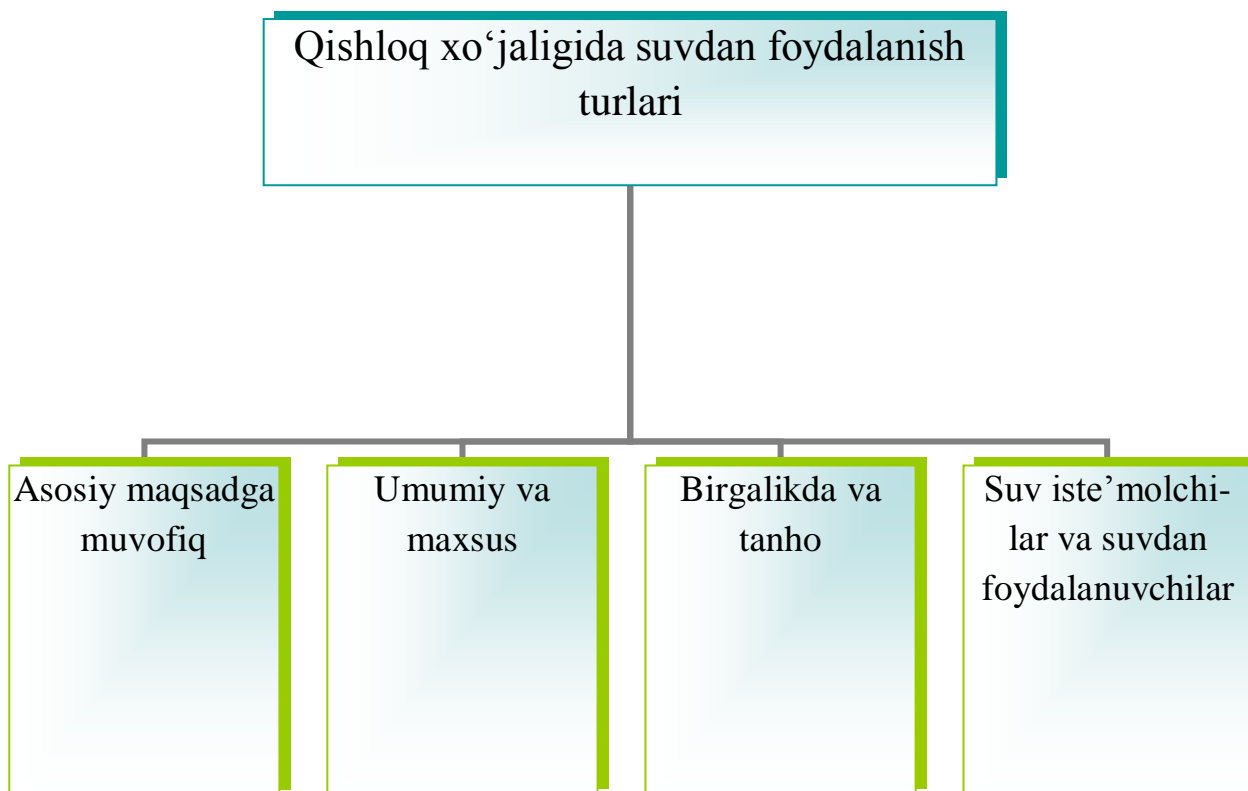 Qishloq xo‘jaligida suvdan foydalanish
turlari
Asosiy maqsadga
muvofiq
Umumiy va
maxsus
Birgalikda va
tanho
Suv iste’molchi-
lar va suvdan
foydalanuvchilar